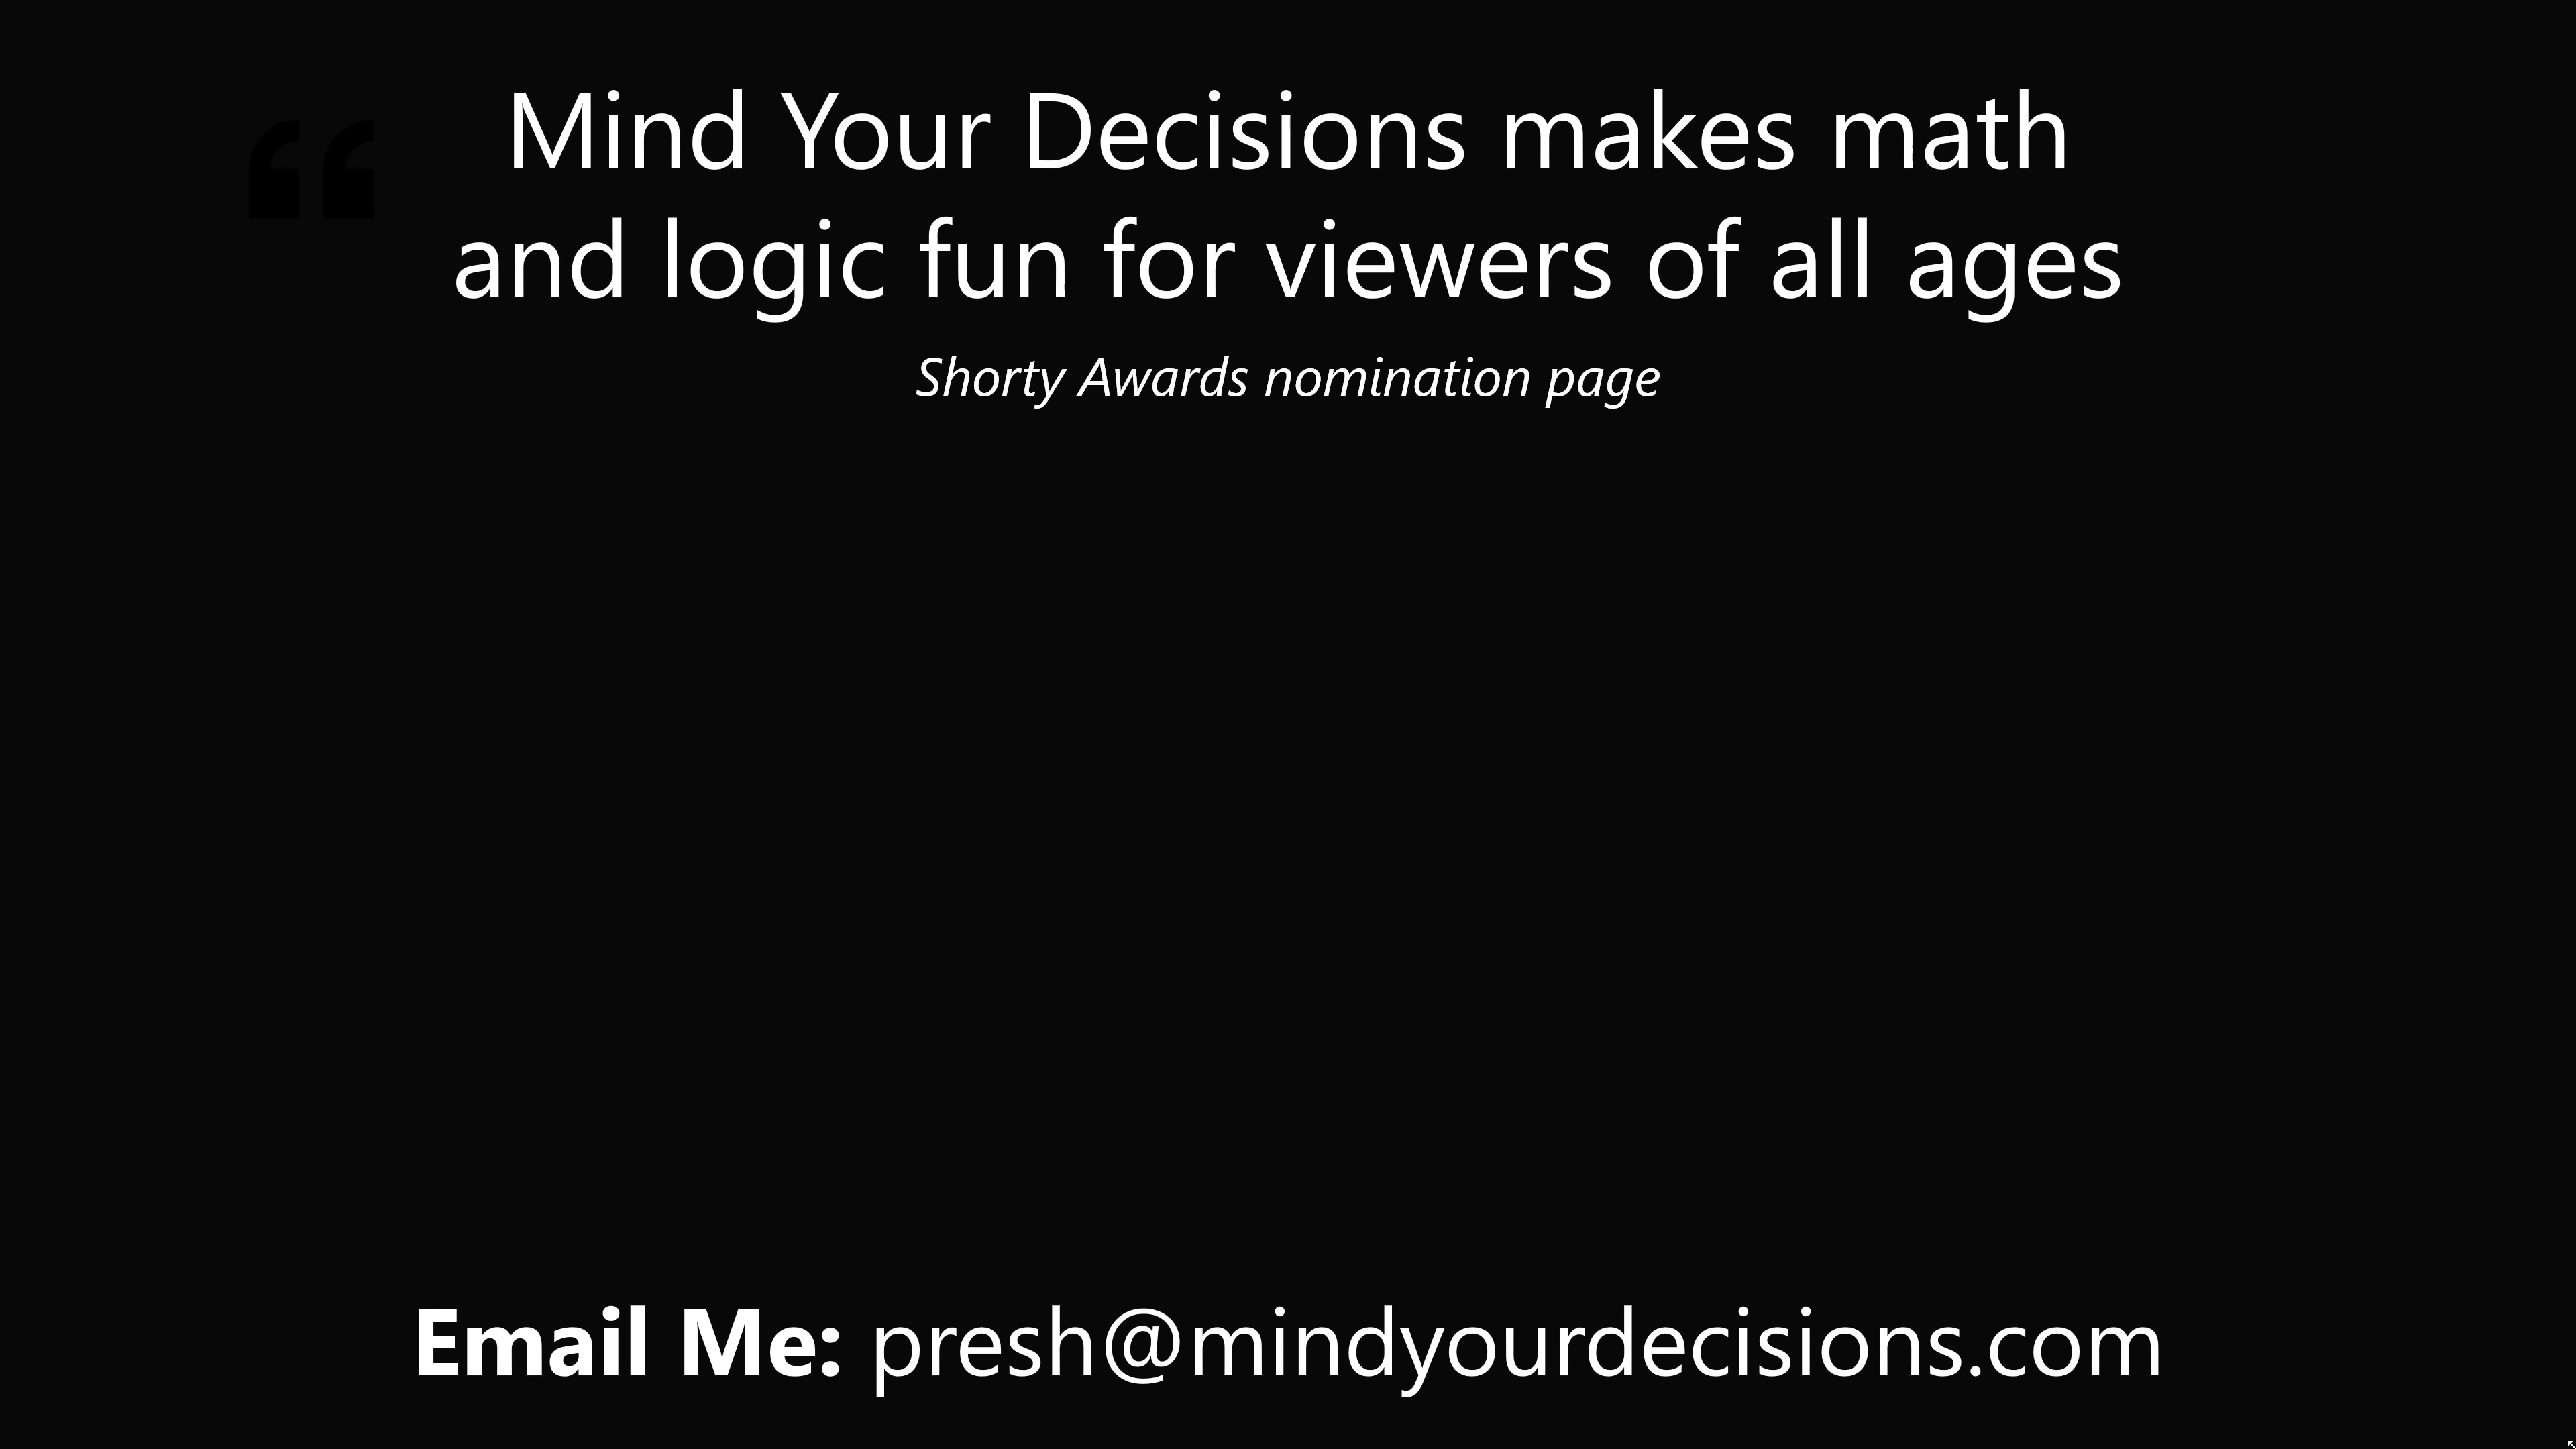 “
Mind Your Decisions makes math
and logic fun for viewers of all ages
Shorty Awards nomination page
Email Me: presh@mindyourdecisions.com